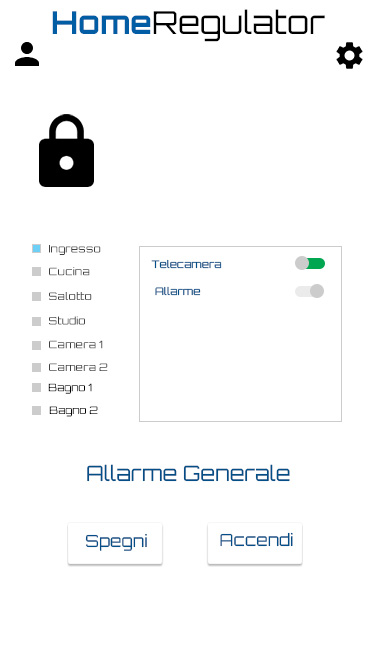 HomeRegulator
Ingresso
Cucina
Salotto
Studio
Camera 1
Camera 2
Bagno 1
Bagno 2
Telecamera
Allarme
Allarme Generale
Spegni
Accendi